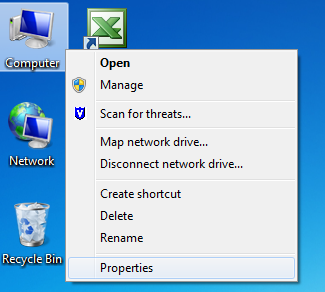 Computer
Open
Manage
Scan for threats...
Map network drive...
Disconnect network drive...
Network
Create shortcut
Delete
Rename
Recycle Bin
Properties